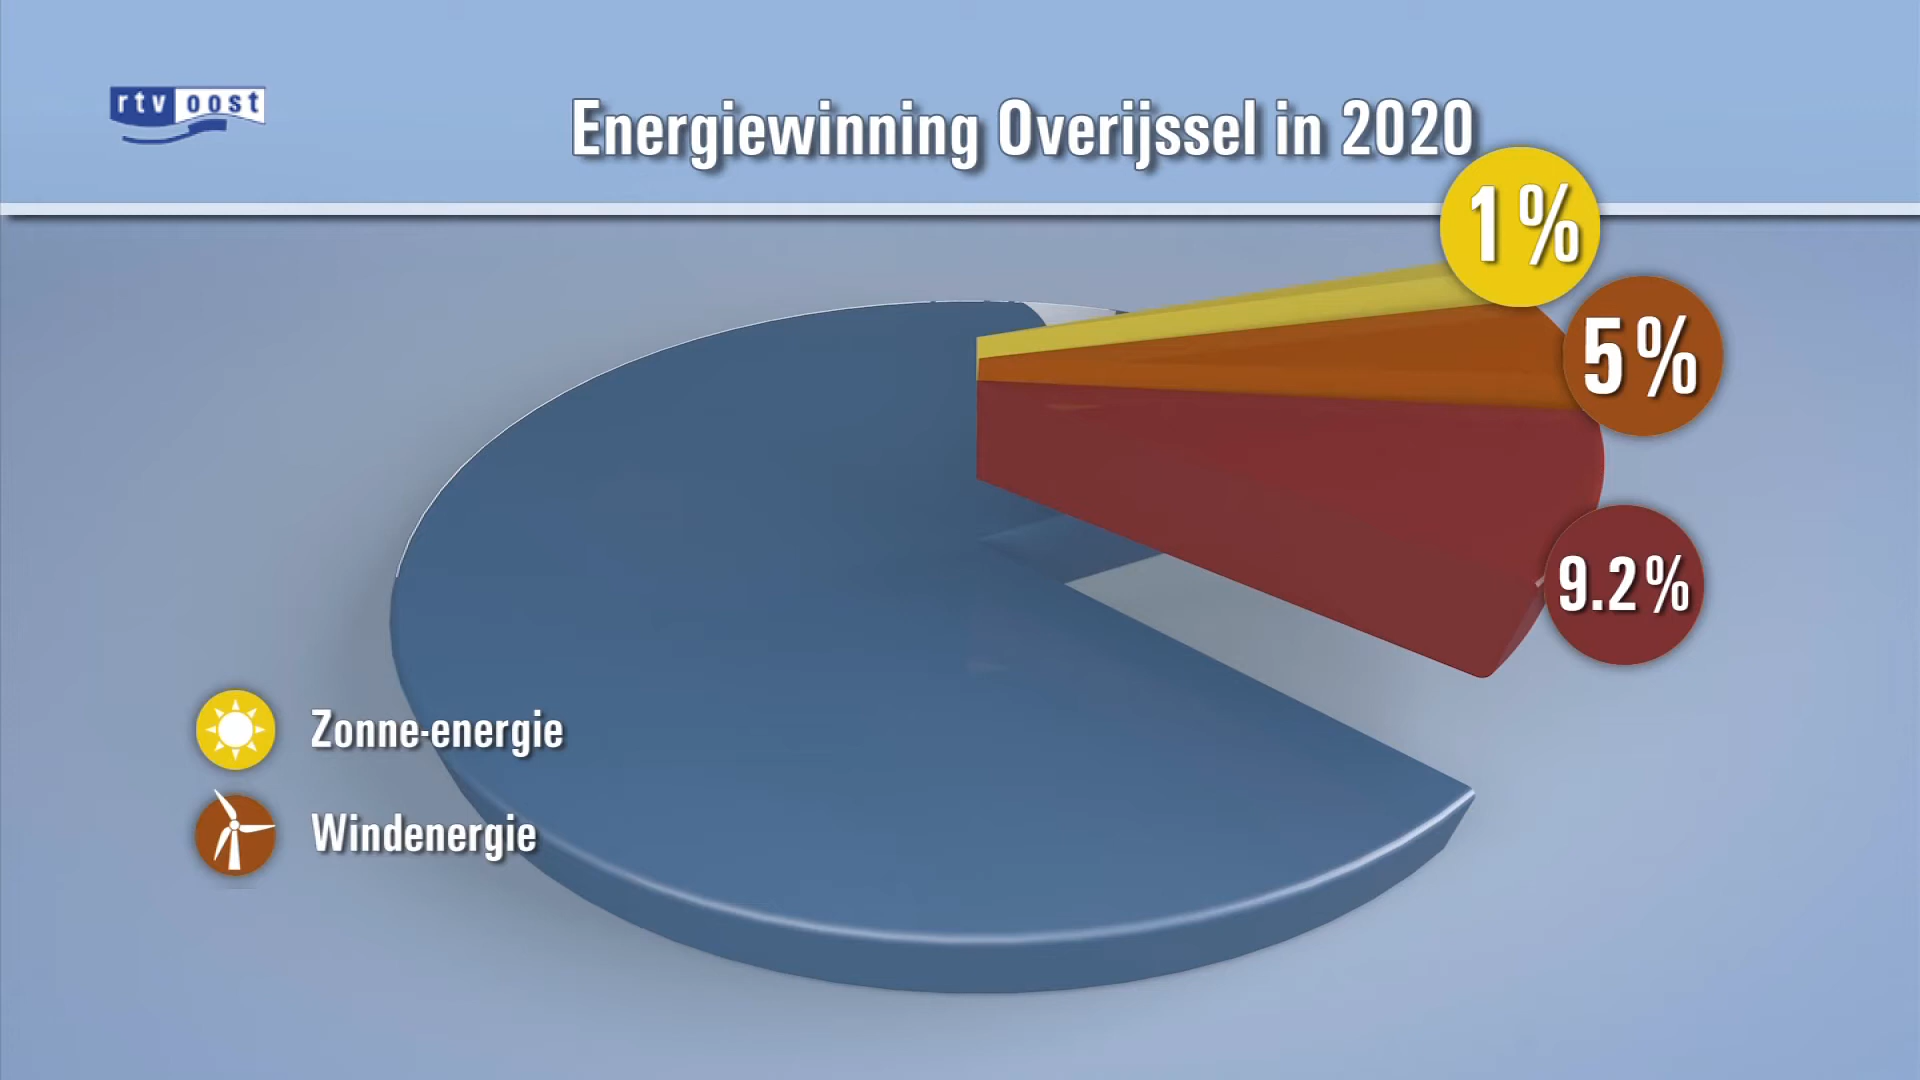 rtv oost
Energiewinning Overijssel in 2020
1%
5%
9.2%
Zonne-energie
Windenergie